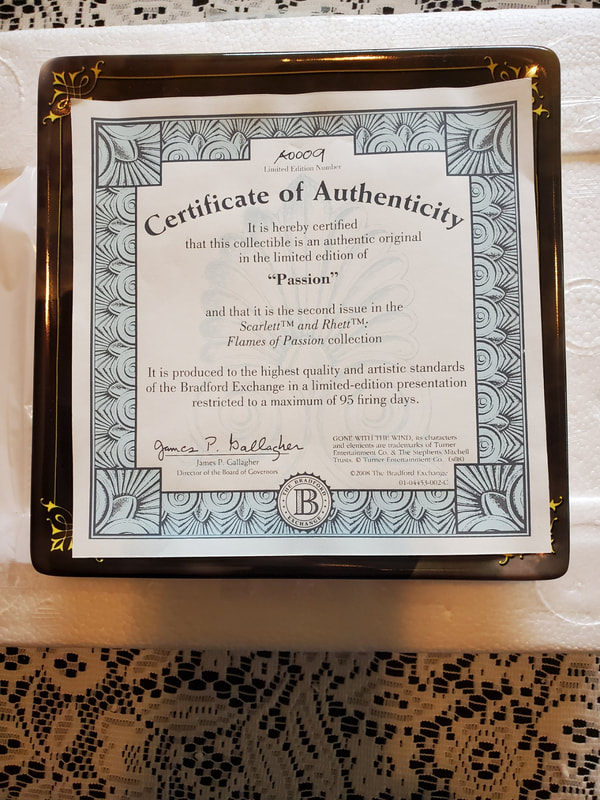 A0009
Limited Edition Number
Certificate of Authenticity
It is hereby certified
that this collectible is an authentic original
in the limited edition of
“Passion”
and that it is the second issue in the
Scarlett™ and Rhett™:
Flames of Passion collection
It is produced to the highest quality and artistic standards
of the Bradford Exchange in a limited-edition presentation
restricted to a maximum of 95 firing days.
James P. Gallagher
James P. Gallagher
Director of the Board of Governors
GONE WITH THE WIND, its characters
and elements are trademarks of Turner
Entertainment Co. & The Stephens Mitchell
Trusts. © Turner Entertainment Co. (s08)
©2008 The Bradford Exchange
01-04453-002-C
THE BRADFORD
B
EXCHANGE